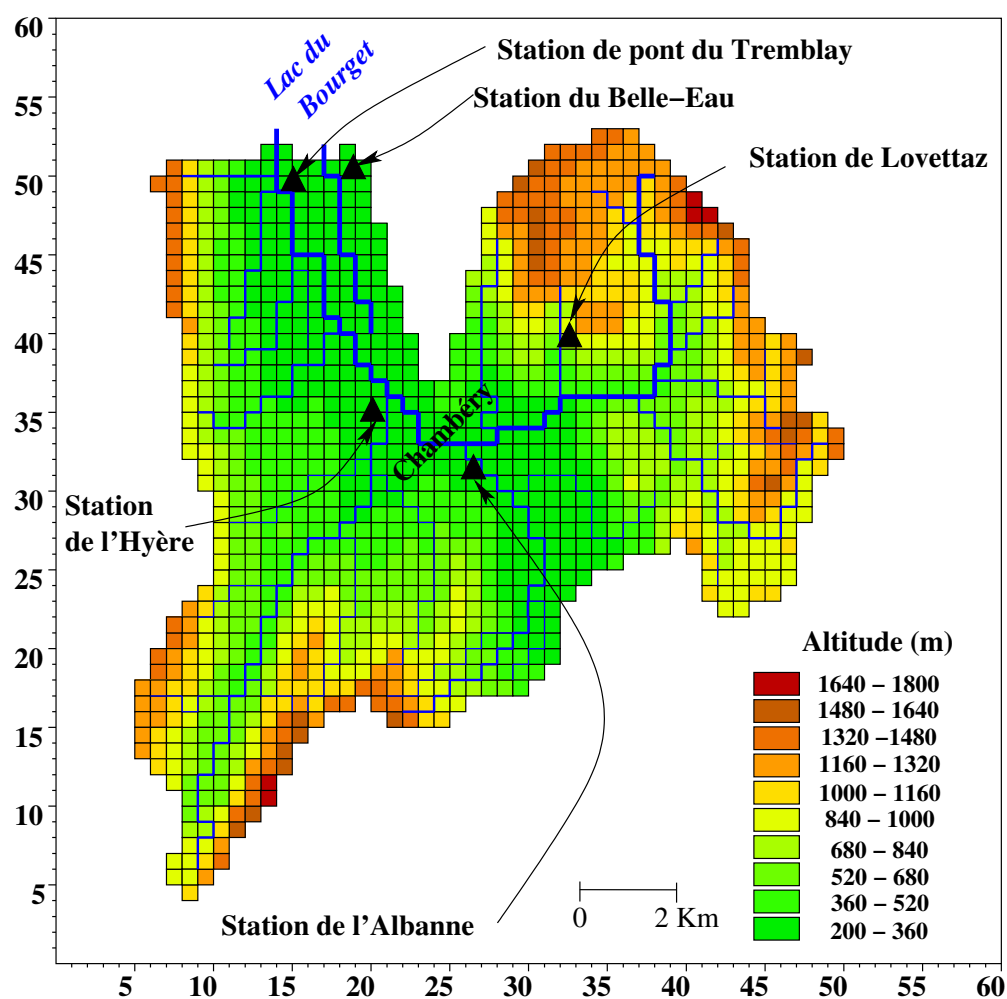 60
55
50
45
40
35
30
25
20
15
10
5
Lac du
Bourget
Station de pont du Tremblay
Station du Belle−Eau
Station de Lovettaz
Chambéry
Station
de l'Hyère
Station de l'Albanne
0 2 Km
Altitude (m)
1640 − 1800
1480 − 1640
1320 −1480
1160 − 1320
1000 − 1160
840 − 1000
680 − 840
520 − 680
360 − 520
200 − 360
5 10 15 20 25 30 35 40 45 50 55 60